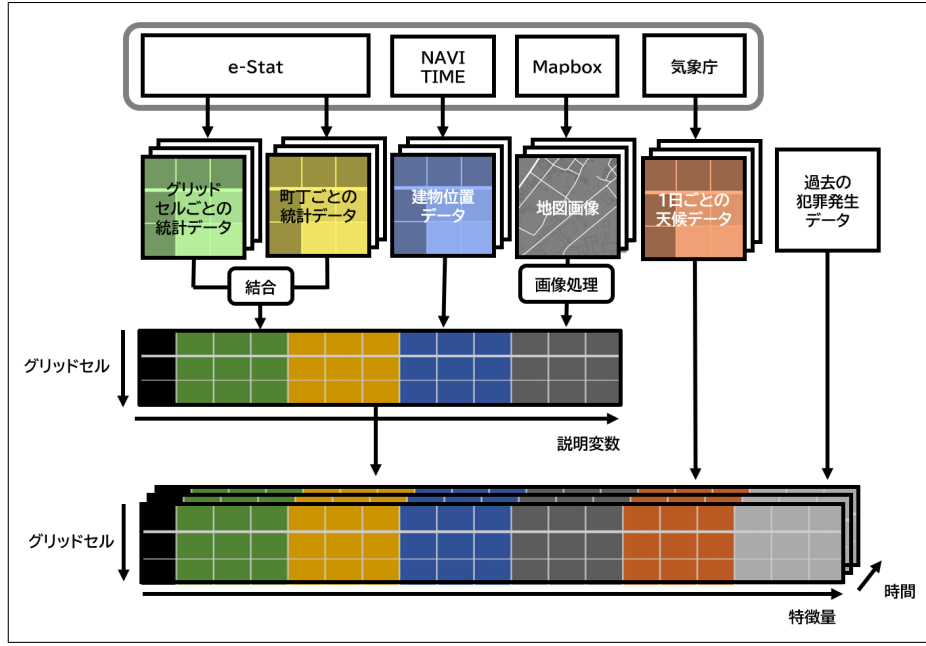 e-Stat
NAVI
TIME
Mapbox
気象庁
グリッド
セルごとの
統計データ
町丁ごとの
統計データ
建物位置
データ
地図画像
1日ごとの
天候データ
過去の
犯罪発生
データ
結合
画像処理
グリッドセル
説明変数
グリッドセル
時間
特徴量